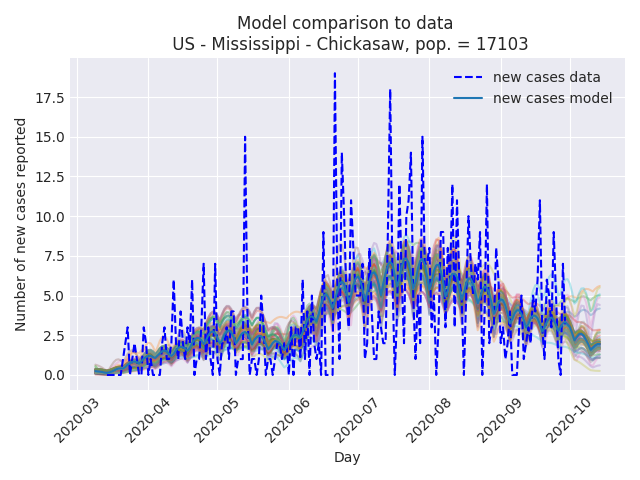 Model comparison to data
US - Mississippi - Chickasaw, pop. = 17103
new cases data
new cases model
Number of new cases reported
17.5
15.0
12.5
10.0
7.5
5.0
2.5
0.0
2020-03
2020-04
2020-05
2020-06
2020-07
2020-08
2020-09
2020-10
Day